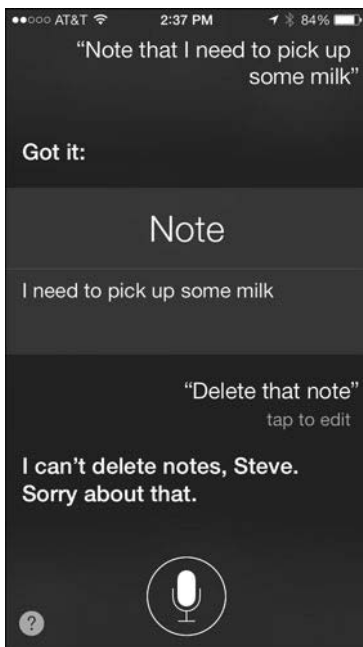 AT&T 2:37 PM 84%
“Note that I need to pick up
some milk”
Got it:
Note
I need to pick up some milk
“Delete that note”
tap to edit
I can’t delete notes, Steve.
Sorry about that.
?